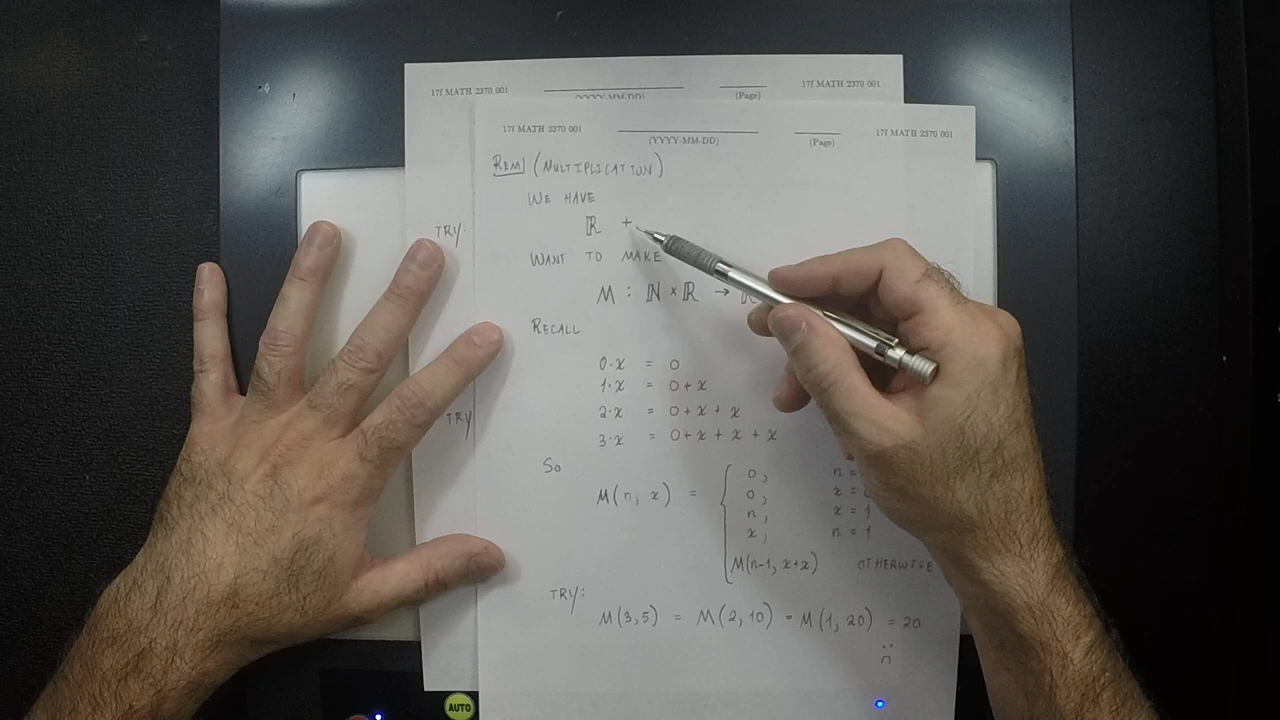 17f MATH 2370 001 (YYYY-MM-DD) (Page) 17f MATH 2370 001
17f MATH 2370 001 (YYYY-MM-DD) (Page) 17f MATH 2370 001
REM (MULTIPLICATION)
WE HAVE
TRY:
ℝ +
WANT TO MAKE
M : ℕ × ℝ → ℝ
RECALL
0·x = 0
1·x = 0 + x
2·x = 0 + x + x
TRY
3·x = 0 + x + x + x
SO
M(n, x) = { 0, n =
0, x =
n, x = 1
x, n = 1
M(n-1, x+x) OTHERWISE
TRY:
M(3,5) = M(2,10) = M(1,20) = 20
:(
AUTO